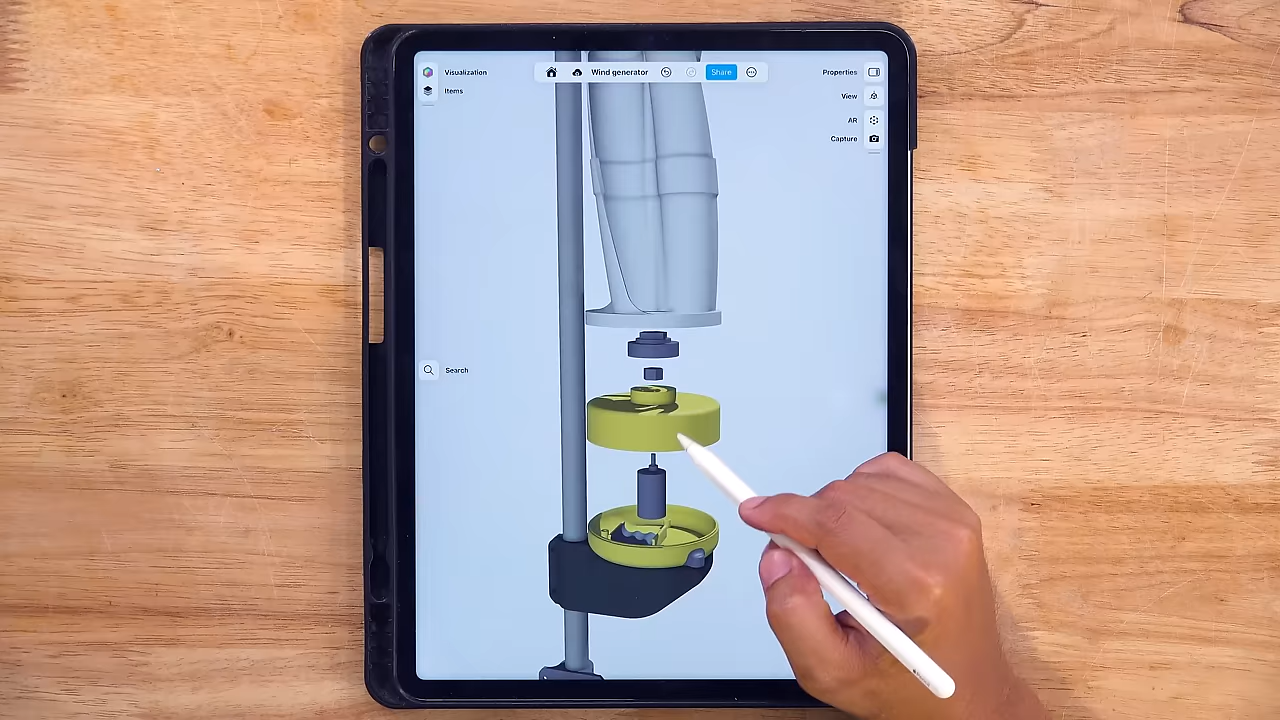 Visualization
Items
Wind generator
Share
Properties
View
AR
Capture
Search